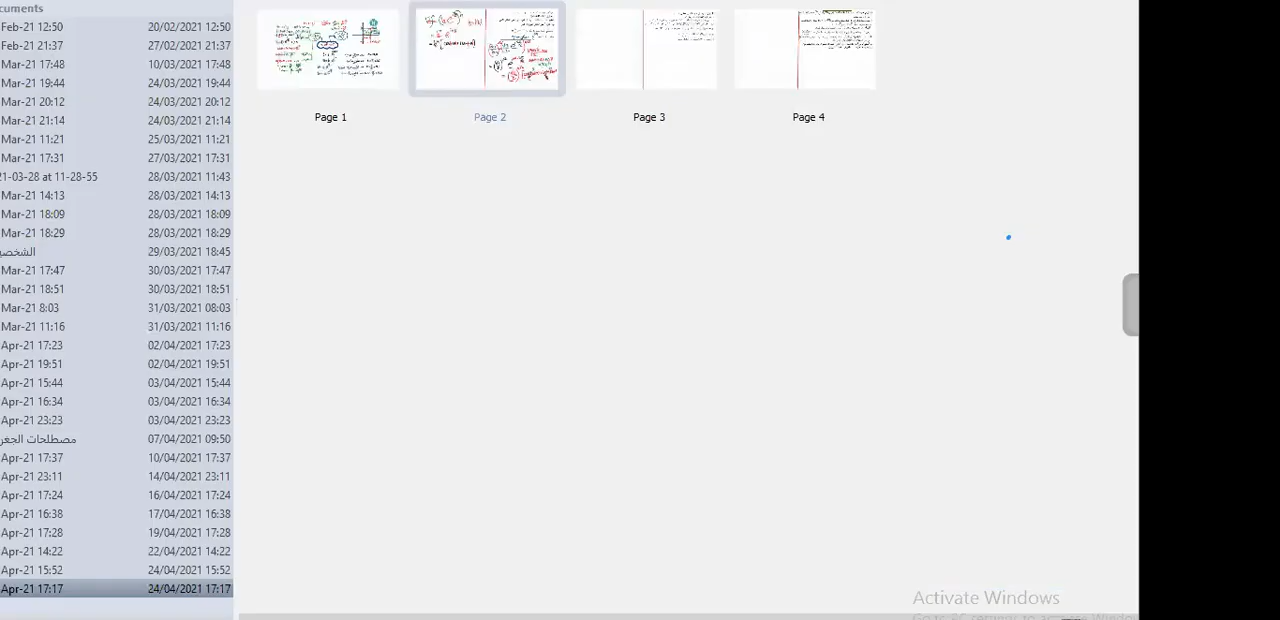 cuments
Feb-21 12:50 20/02/2021 12:50
Feb-21 21:37 27/02/2021 21:37
Mar-21 17:48 10/03/2021 17:48
Mar-21 19:44 24/03/2021 19:44
Mar-21 20:12 24/03/2021 20:12
Mar-21 21:14 24/03/2021 21:14
Mar-21 11:21 25/03/2021 11:21
Mar-21 17:31 27/03/2021 17:31
21-03-28 at 11-28-55 28/03/2021 11:43
Mar-21 14:13 28/03/2021 14:13
Mar-21 18:09 28/03/2021 18:09
Mar-21 18:29 28/03/2021 18:29
الشخصي 29/03/2021 18:45
Mar-21 17:47 30/03/2021 17:47
Mar-21 18:51 30/03/2021 18:51
Mar-21 8:03 31/03/2021 08:03
Mar-21 11:16 31/03/2021 11:16
Apr-21 17:23 02/04/2021 17:23
Apr-21 19:51 02/04/2021 19:51
Apr-21 15:44 03/04/2021 15:44
Apr-21 16:34 03/04/2021 16:34
Apr-21 23:23 03/04/2021 23:23
مصطلحات الجغر 07/04/2021 09:50
Apr-21 17:37 10/04/2021 17:37
Apr-21 23:11 14/04/2021 23:11
Apr-21 17:24 16/04/2021 17:24
Apr-21 16:38 17/04/2021 16:38
Apr-21 17:28 19/04/2021 17:28
Apr-21 14:22 22/04/2021 14:22
Apr-21 15:52 24/04/2021 15:52
Apr-21 17:17 24/04/2021 17:17
Page 1 Page 2 Page 3 Page 4
Activate Windows